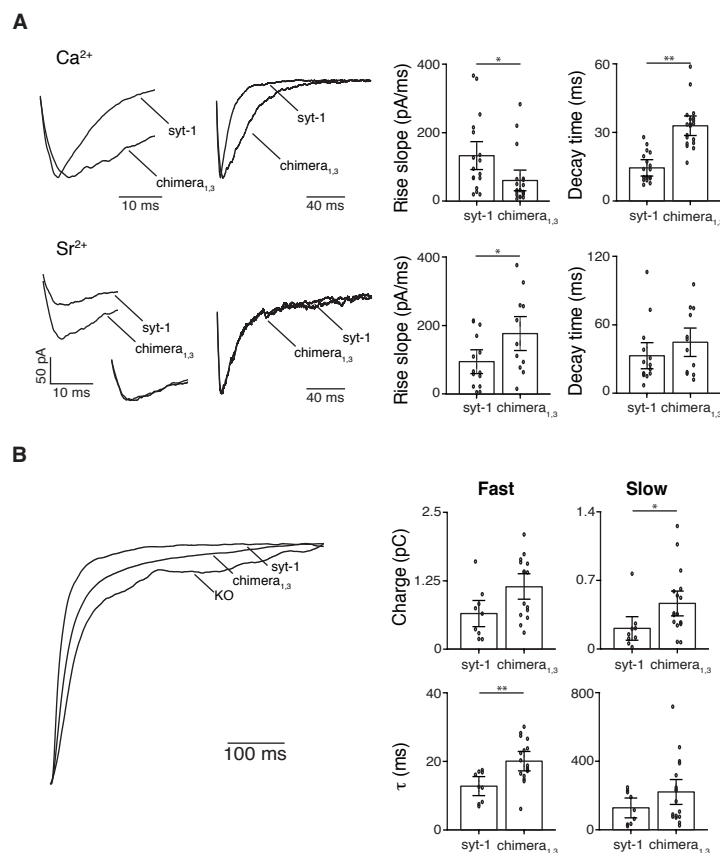 A
Ca²⁺
syt-1
chimera₁,₃
10 ms
syt-1
chimera₁,₃
40 ms
Rise slope (pA/ms)
400
200
100
0
*
syt-1 chimera₁,₃
Decay time (ms)
60
30
0
**
syt-1 chimera₁,₃
Sr²⁺
syt-1
chimera₁,₃
50 pA
10 ms
chimera₁,₃
syt-1
40 ms
Rise slope (pA/ms)
400
200
100
0
*
syt-1 chimera₁,₃
Decay time (ms)
120
60
30
0
syt-1 chimera₁,₃
B
syt-1
chimera₁,₃
KO
100 ms
Fast
Charge (pC)
2.5
1.25
0
syt-1 chimera₁,₃
Slow
1.4
0.7
0
*
syt-1 chimera₁,₃
τ (ms)
40
20
0
**
syt-1 chimera₁,₃
800
400
0
syt-1 chimera₁,₃